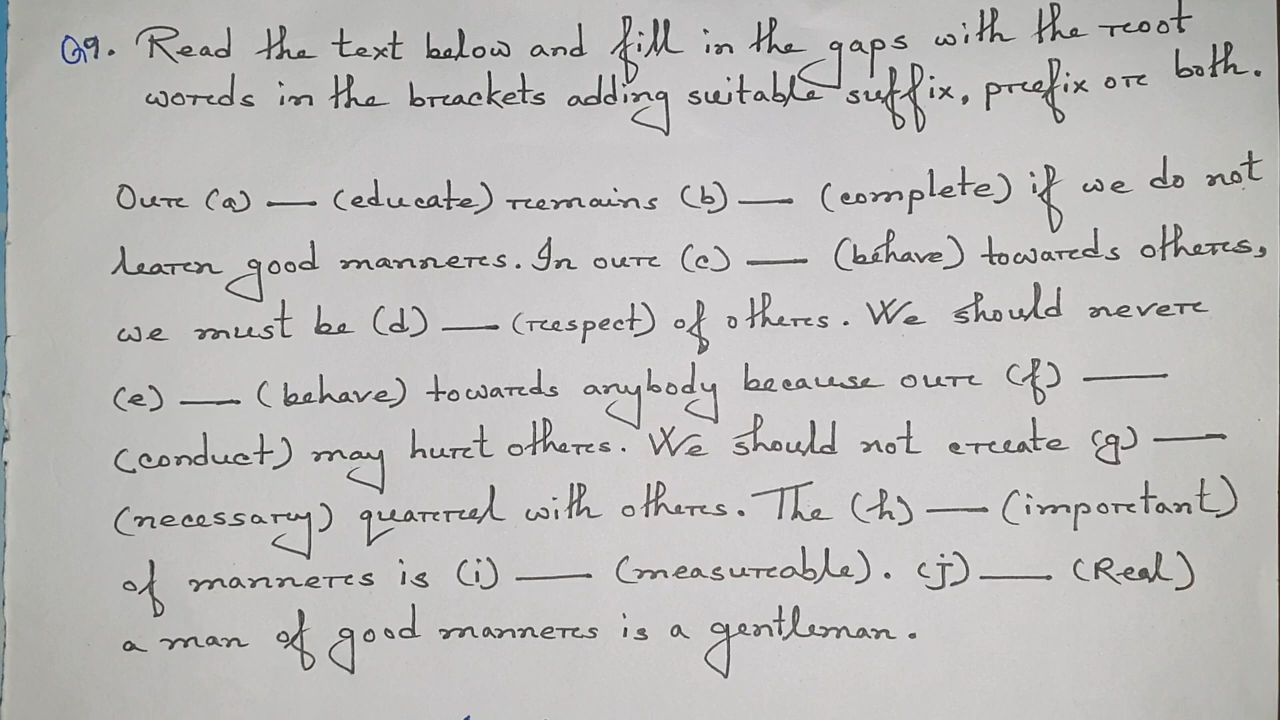 Q9. Read the text below and fill in the gaps with the root
words in the brackets adding suitable suffix, prefix or both.
Our (a) — (educate) remains (b) — (complete) if we do not
learn good manners. In our (c) — (behave) towards others,
we must be (d) — (respect) of others. We should never
(e) — (behave) towards anybody because our (f) —
(conduct) may hurt others. We should not create (g) —
(necessary) quarrel with others. The (h) — (important)
of manners is (i) — (measureable). (j) — (Real)
a man of good manners is a gentleman.